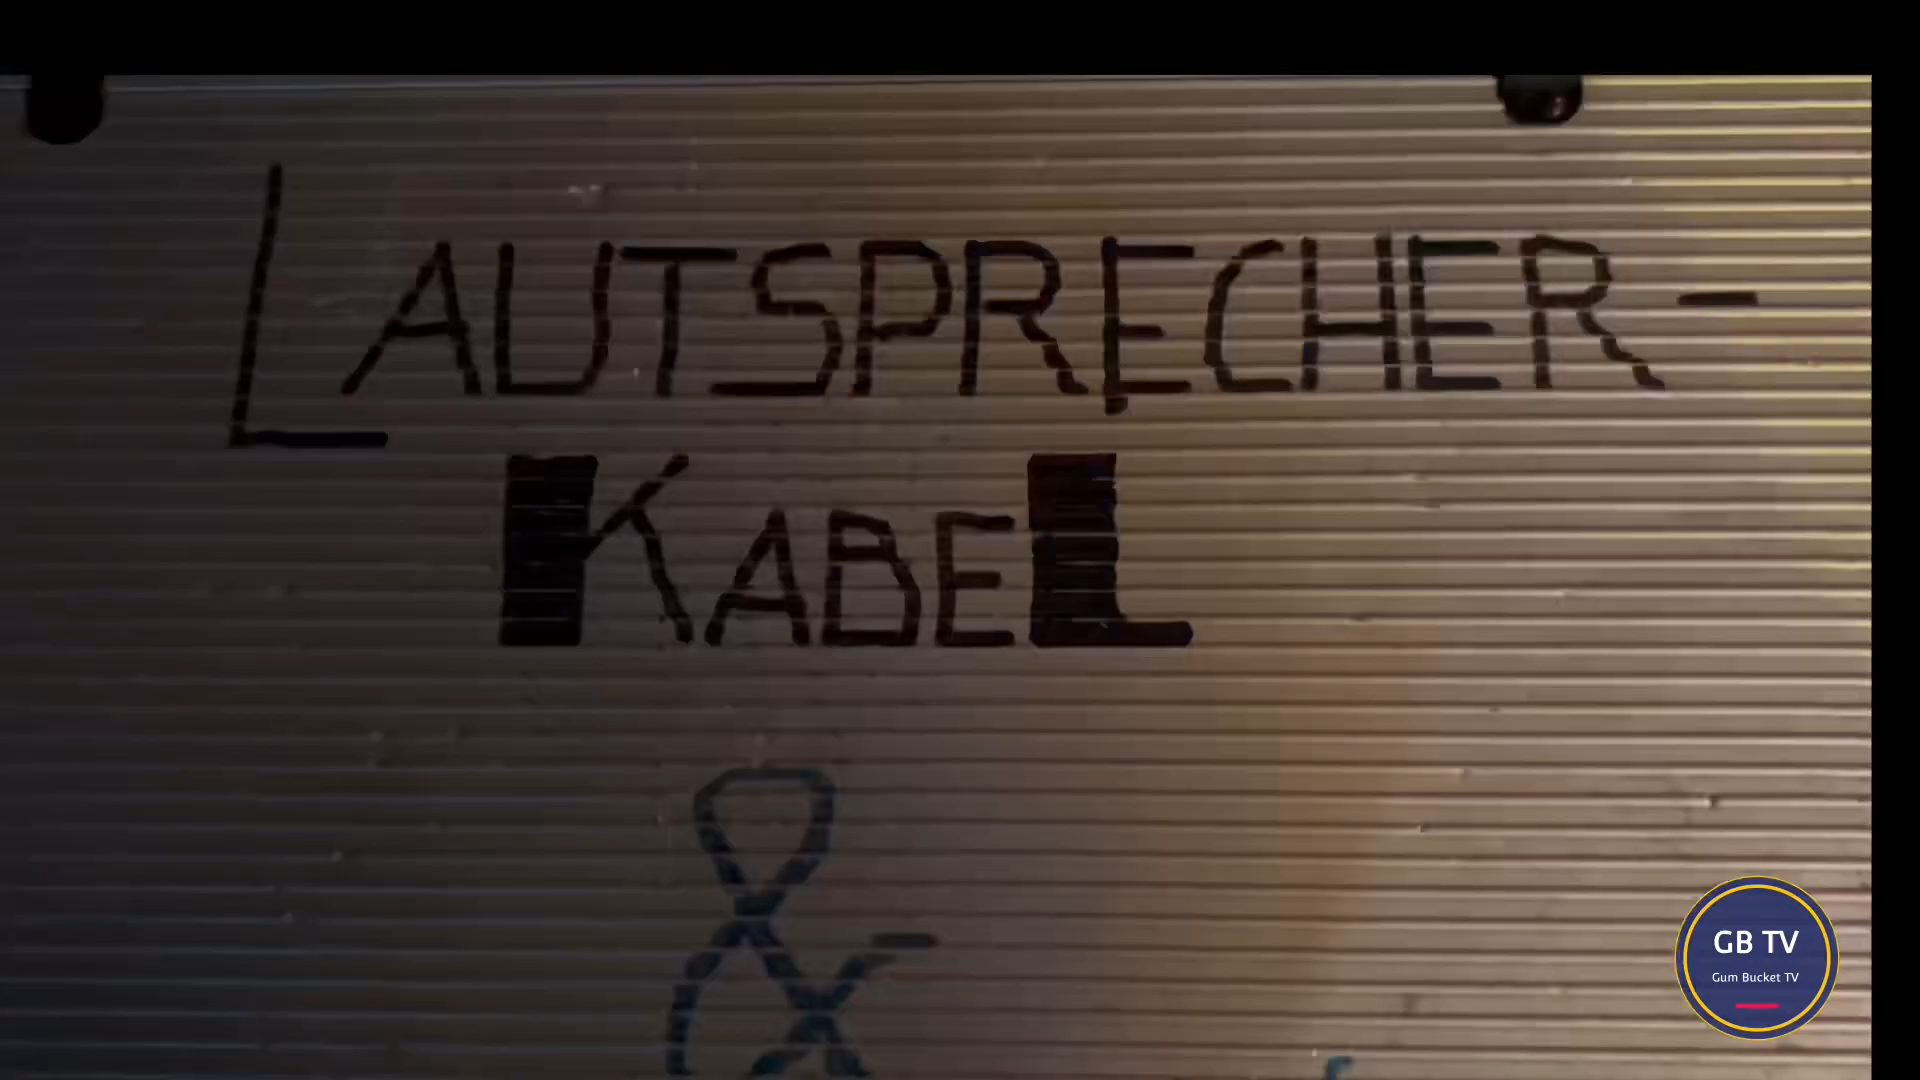 LAUTSPRECHER-
KABEL
&
GB TV
Gum Bucket TV